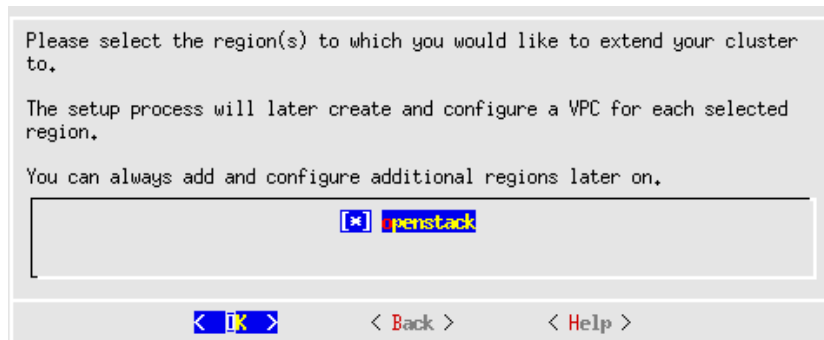 Please select the region(s) to which you would like to extend your cluster
to.
The setup process will later create and configure a VPC for each selected
region.
You can always add and configure additional regions later on.
[*] openstack
< OK > < Back > < Help >